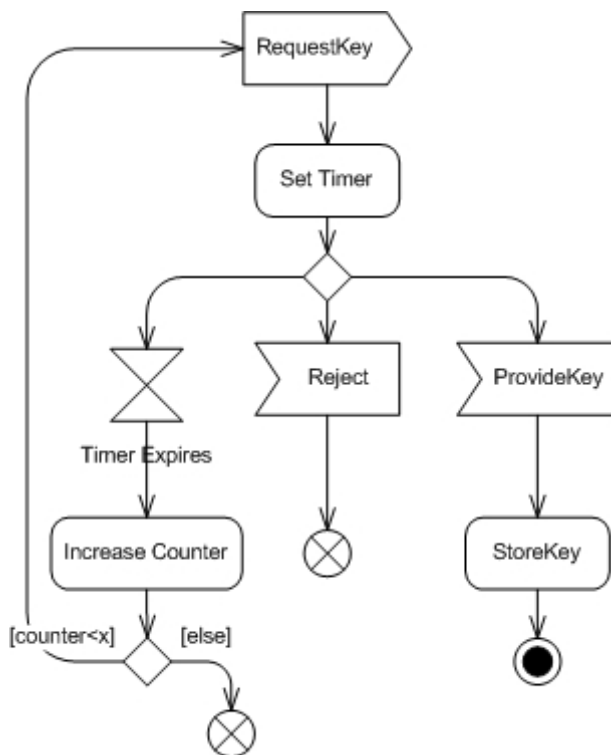 RequestKey
Set Timer
Reject
ProvideKey
Timer Expires
Increase Counter
StoreKey
[counter<x]
[else]